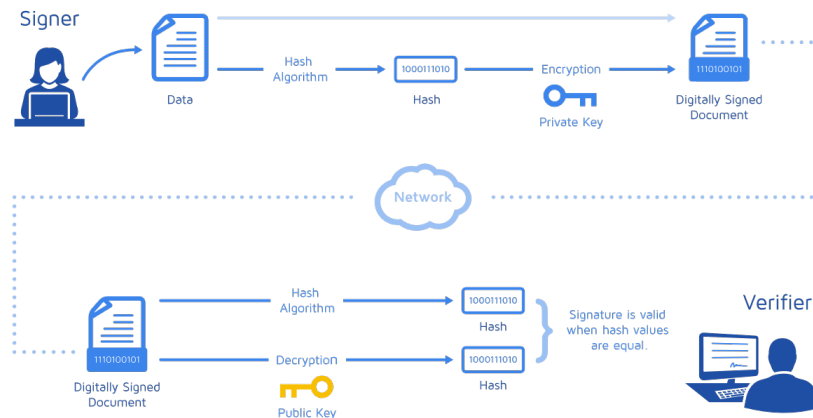 Signer
1000111010
Hash
Algorithm
Encryption
1110100101
Data
Hash
Private Key
Digitally Signed
Document
Network
Hash
Algorithm
1000111010
Hash
Signature is valid
when hash values
are equal.
Verifier
1110100101
Decryption
1000111010
Hash
Digitally Signed
Document
Public Key